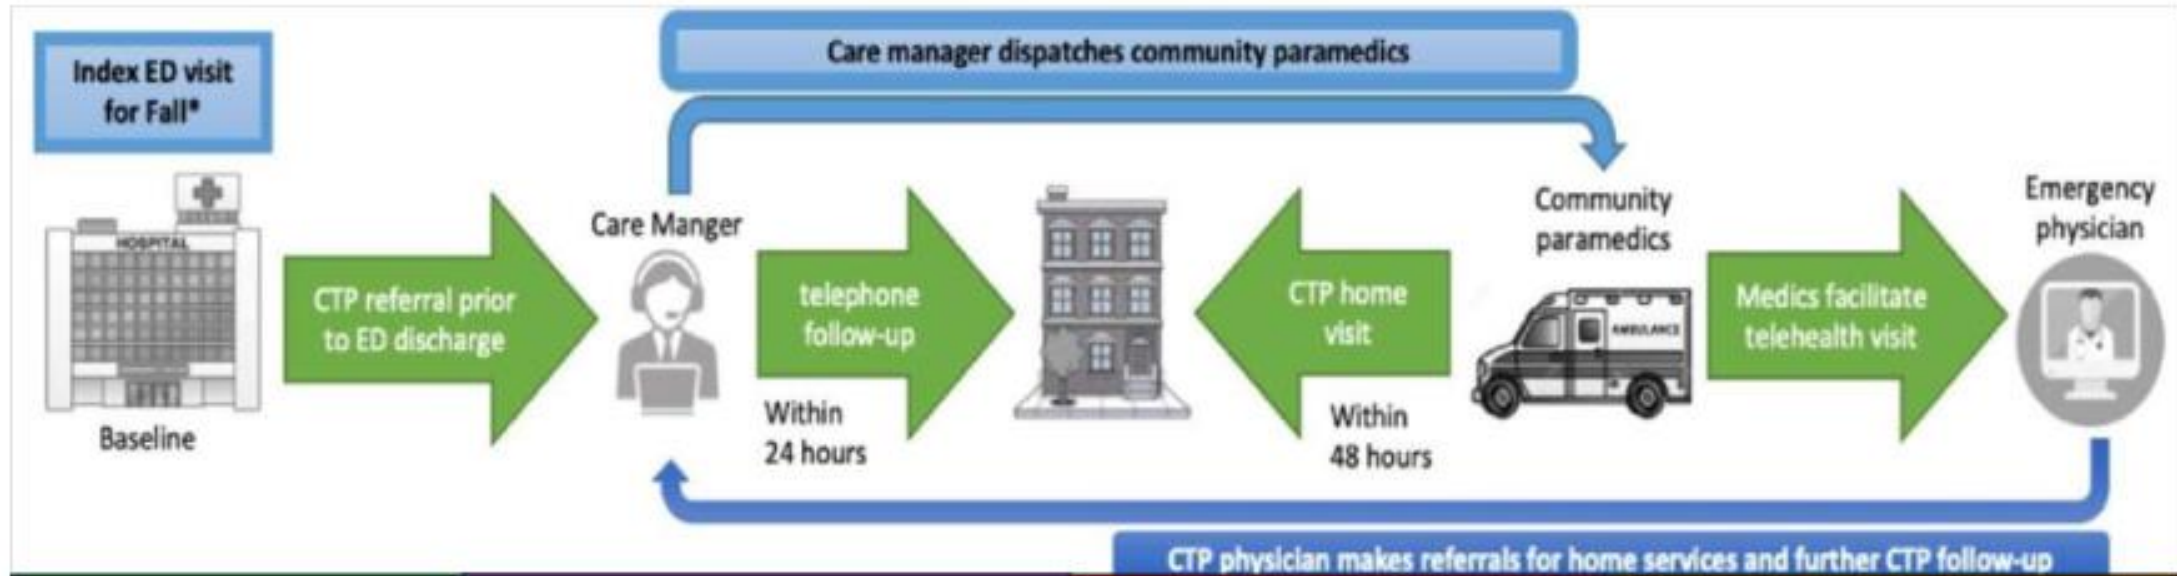 Index ED visit
for Fall*
Care manager dispatches community paramedics
HOSPITAL
Baseline
CTP referral prior
to ED discharge
Care Manger
telephone
follow-up
Within
24 hours
CTP home
visit
Within
48 hours
Community
paramedics
AMBULANCE
Medics facilitate
telehealth visit
Emergency
physician
CTP physician makes referrals for home services and further CTP follow-up